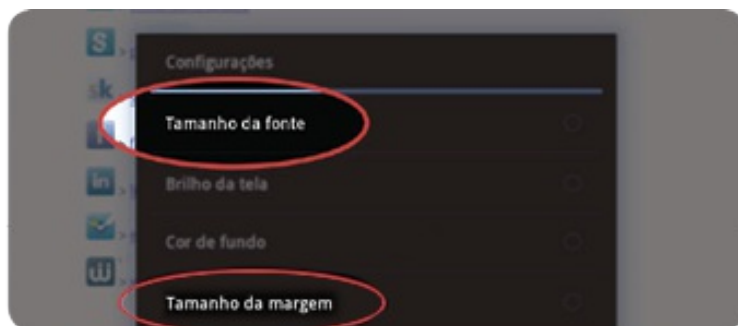 Configurações
Tamanho da fonte
Brilho da tela
Cor de fundo
Tamanho da margem